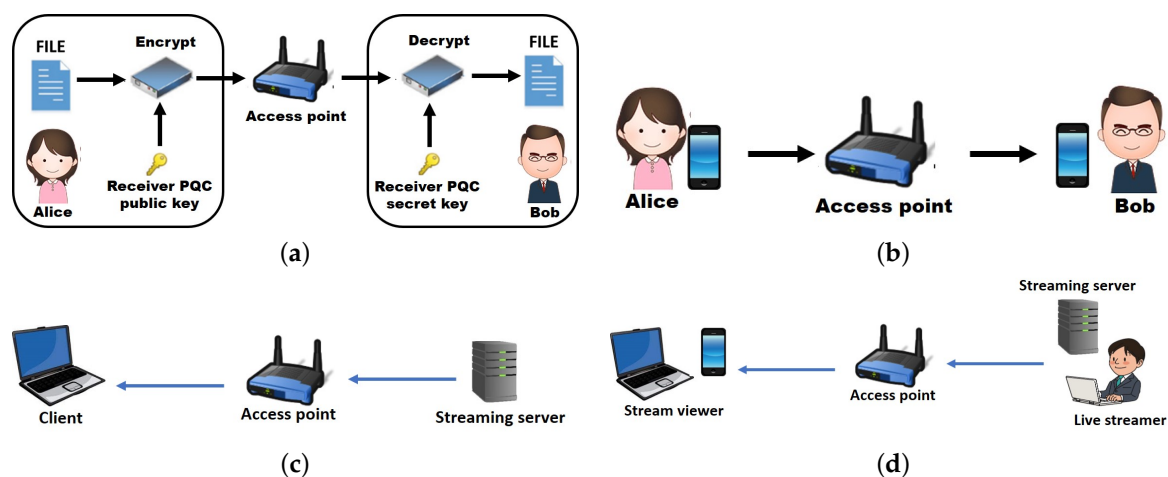 FILE
Encrypt
Access point
Decrypt
FILE
Receiver PQC
public key
Alice
Receiver PQC
secret key
Bob
(a)
Alice
Access point
Bob
(b)
Client
Access point
Streaming server
(c)
Streaming server
Stream viewer
Access point
Live streamer
(d)